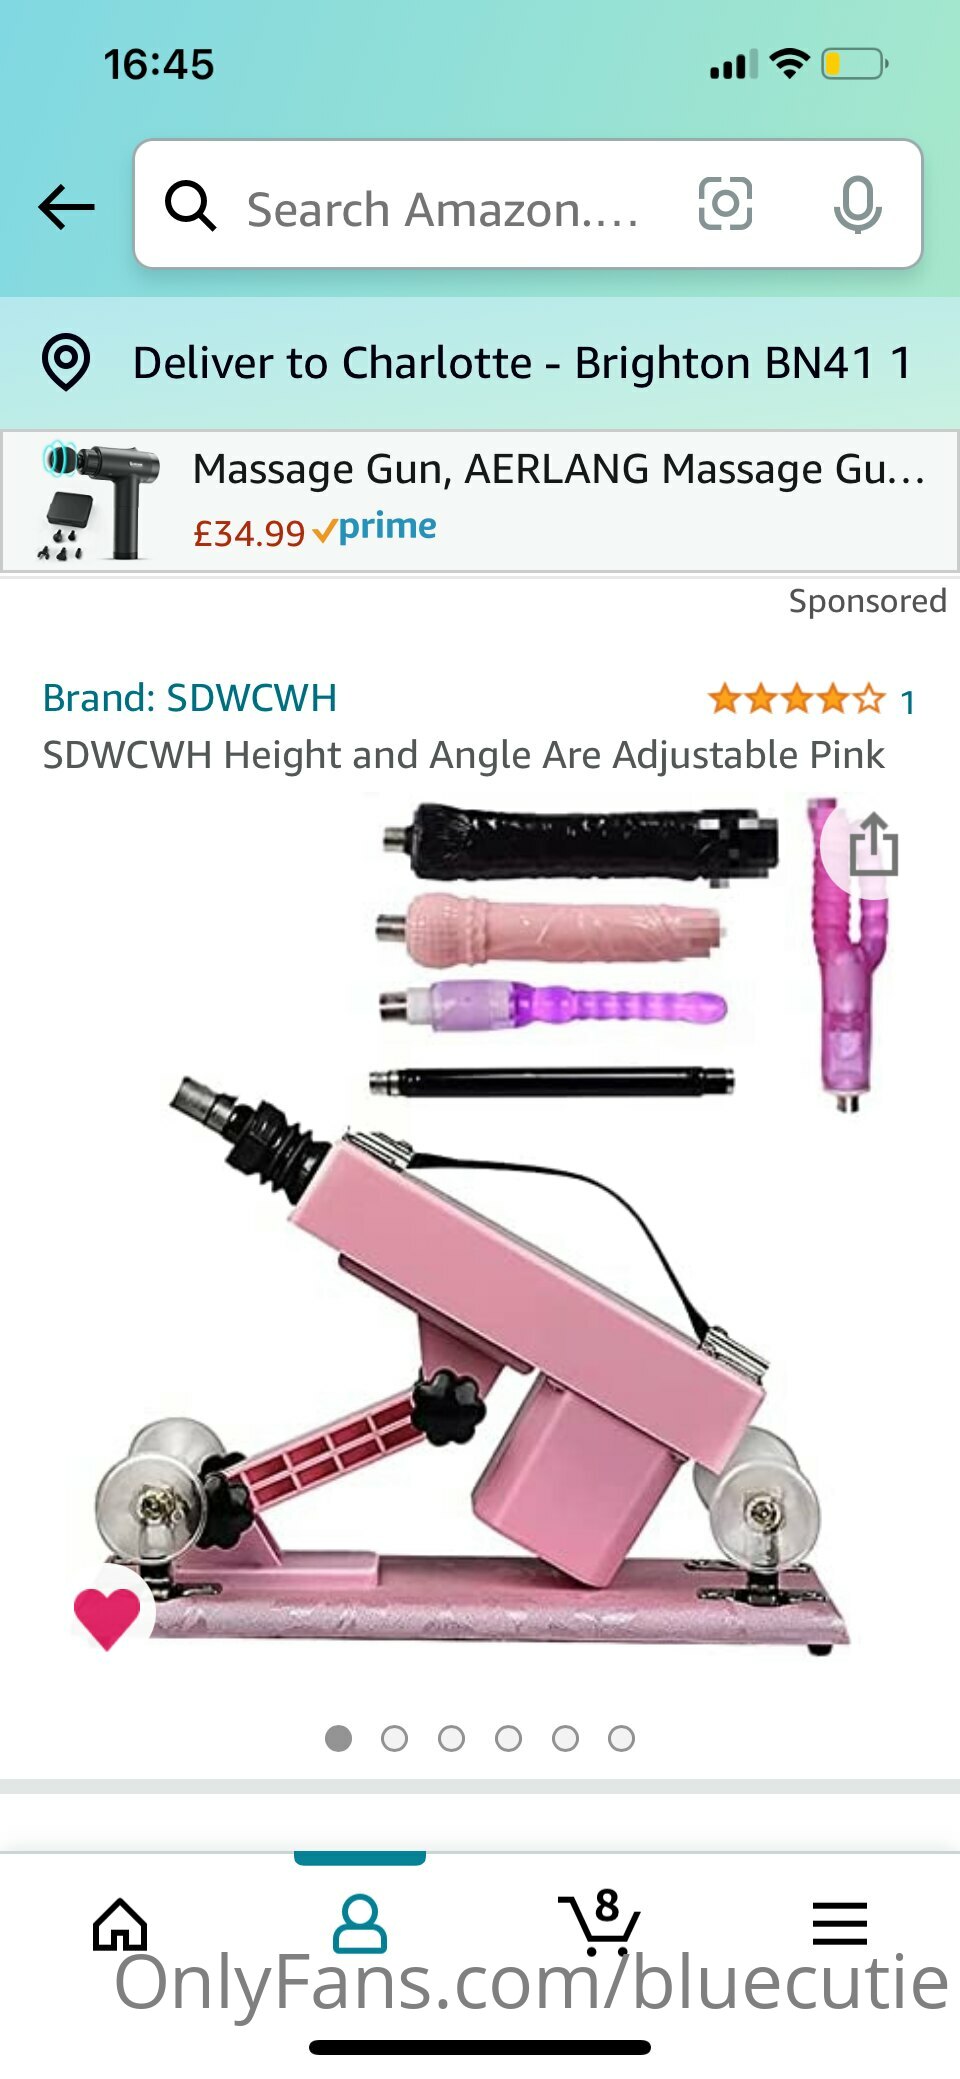 16:45
Search Amazon....
Deliver to Charlotte - Brighton BN41 1
Massage Gun, AERLANG Massage Gu...
£34.99 prime
Sponsored
Brand: SDWCWH
1
SDWCWH Height and Angle Are Adjustable Pink
8
OnlyFans.com/bluecutie